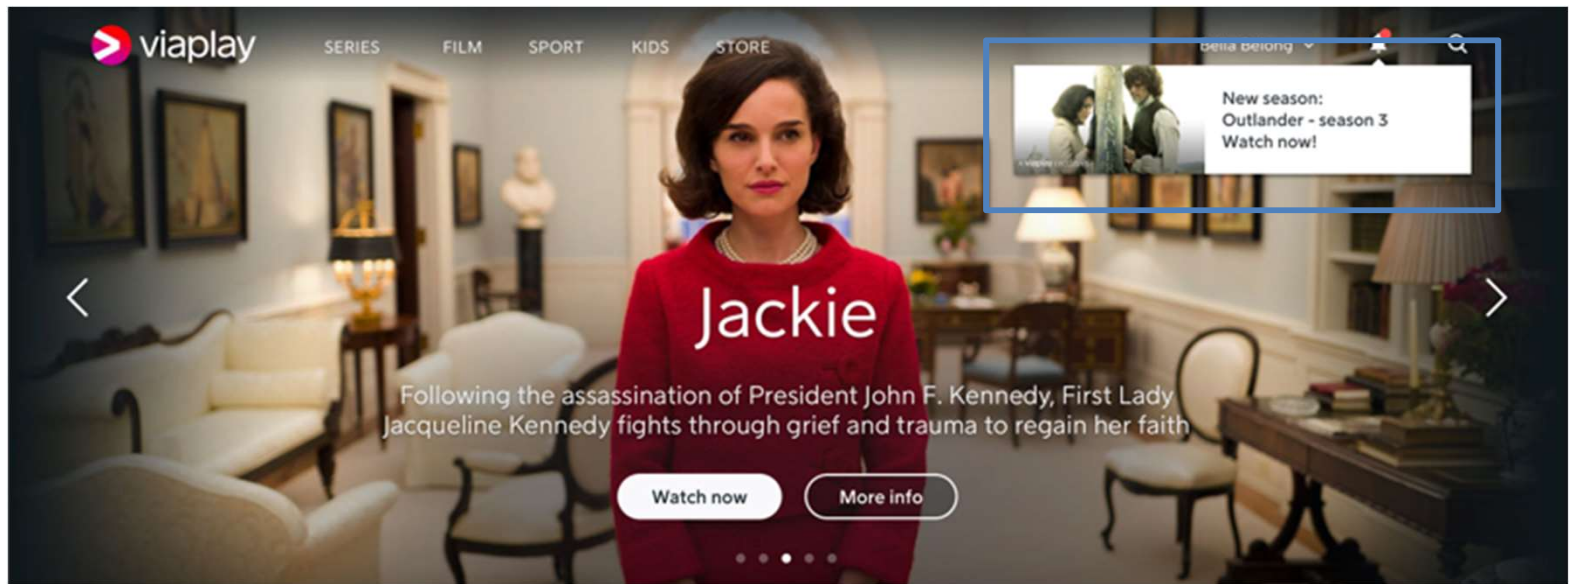 viaplay
SERIES
FILM
SPORT
KIDS
STORE
Bella Belong
New season:
Outlander - season 3
Watch now!
Jackie
Following the assassination of President John F. Kennedy, First Lady
Jacqueline Kennedy fights through grief and trauma to regain her faith
Watch now
More info